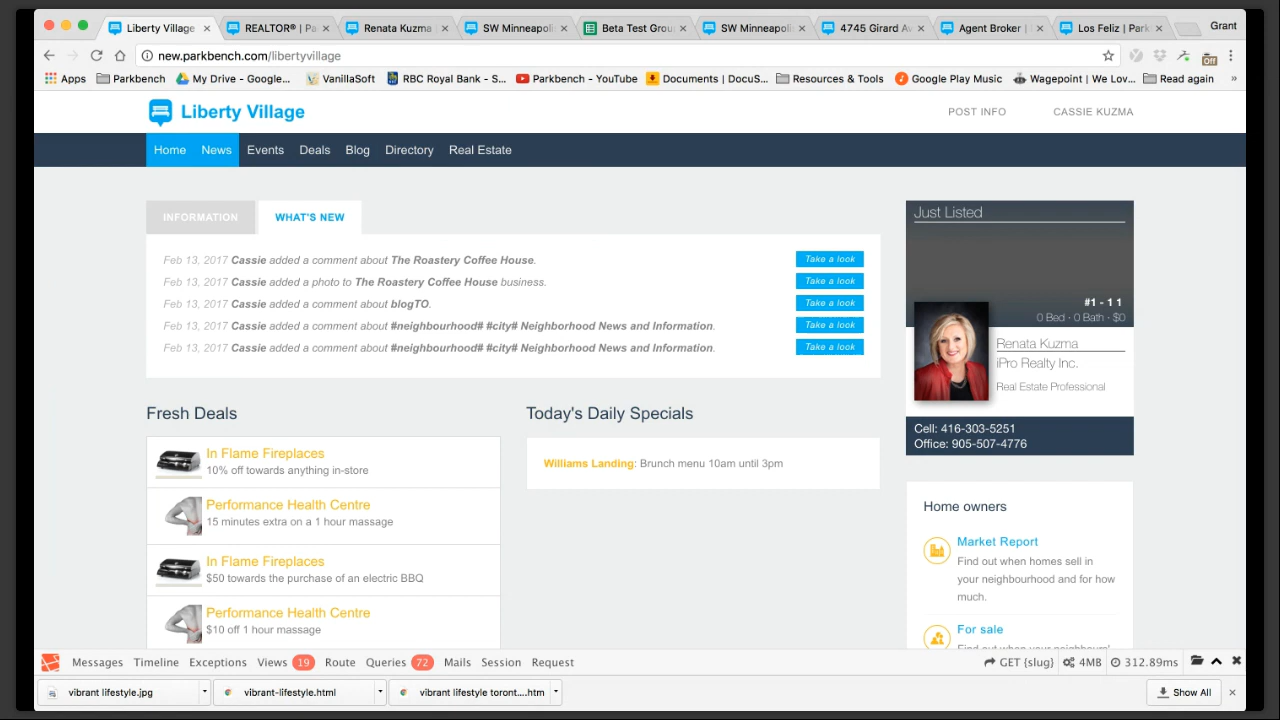 Liberty Village
REALTOR® | Pa
Renata Kuzma
SW Minneapoli
Beta Test Grou
SW Minneapoli
4745 Girard Av
Agent Broker |
Los Feliz | Park
Grant
new.parkbench.com/libertyvillage
Off
Apps
Parkbench
My Drive - Google...
VanillaSoft
RBC Royal Bank - S...
Parkbench - YouTube
Documents | DocuS...
Resources & Tools
Google Play Music
Wagepoint | We Lov...
Read again
»
Liberty Village
POST INFO
CASSIE KUZMA
Home
News
Events
Deals
Blog
Directory
Real Estate
INFORMATION
WHAT'S NEW
Feb 13, 2017 Cassie added a comment about The Roastery Coffee House. Take a look
Feb 13, 2017 Cassie added a photo to The Roastery Coffee House business. Take a look
Feb 13, 2017 Cassie added a comment about blogTO. Take a look
Feb 13, 2017 Cassie added a comment about #neighbourhood# #city# Neighborhood News and Information. Take a look
Feb 13, 2017 Cassie added a comment about #neighbourhood# #city# Neighborhood News and Information. Take a look
Fresh Deals
In Flame Fireplaces
10% off towards anything in-store
Performance Health Centre
15 minutes extra on a 1 hour massage
In Flame Fireplaces
$50 towards the purchase of an electric BBQ
Performance Health Centre
$10 off 1 hour massage
Today's Daily Specials
Williams Landing: Brunch menu 10am until 3pm
Just Listed
#1 - 1 1
0 Bed · 0 Bath · $0
Renata Kuzma
iPro Realty Inc.
Real Estate Professional
Cell: 416-303-5251
Office: 905-507-4776
Home owners
Market Report
Find out when homes sell in
your neighbourhood and for how
much.
For sale
Find out when your neighbours'
Messages
Timeline
Exceptions
Views 19
Route
Queries 72
Mails
Session
Request
GET {slug}
4MB
312.89ms
vibrant lifestyle.jpg
vibrant-lifestyle.html
vibrant lifestyle toront....htm
Show All